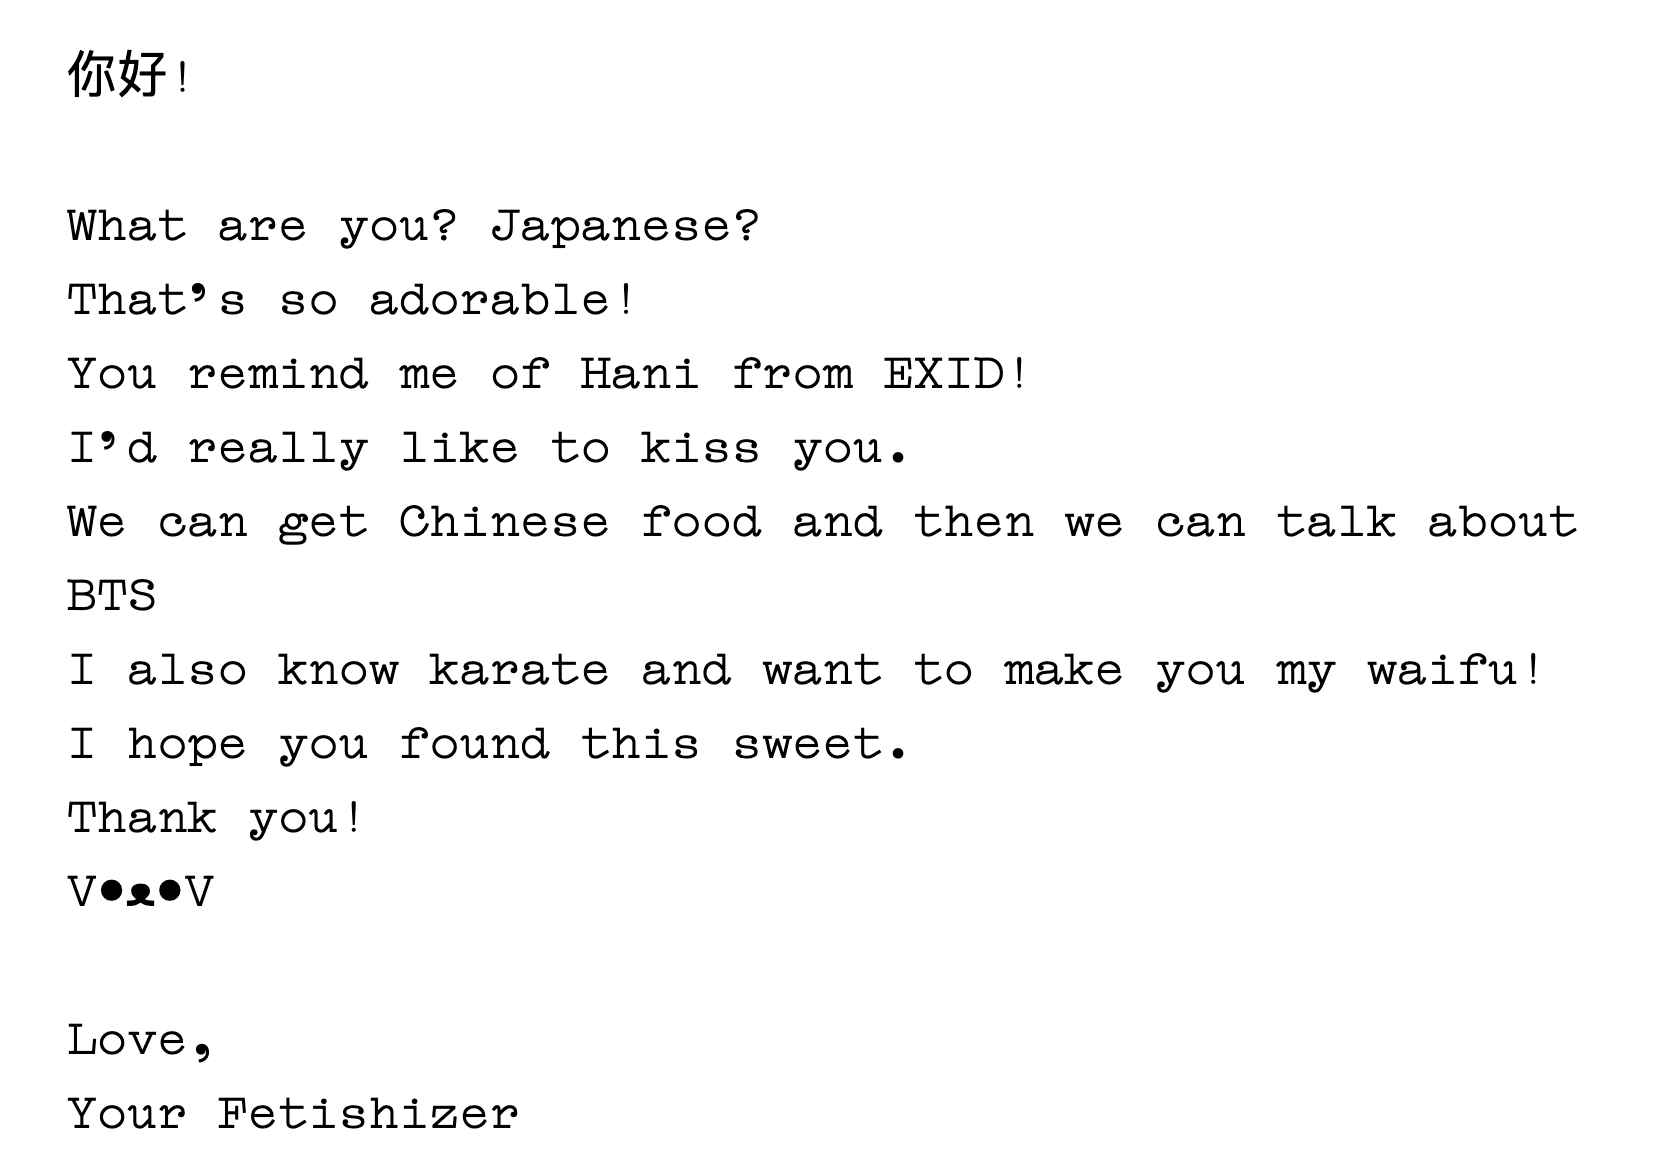 你好!
What are you? Japanese?
That’s so adorable!
You remind me of Hani from EXID!
I’d really like to kiss you.
We can get Chinese food and then we can talk about
BTS
I also know karate and want to make you my waifu!
I hope you found this sweet.
Thank you!
V●ᴥ●V
Love,
Your Fetishizer